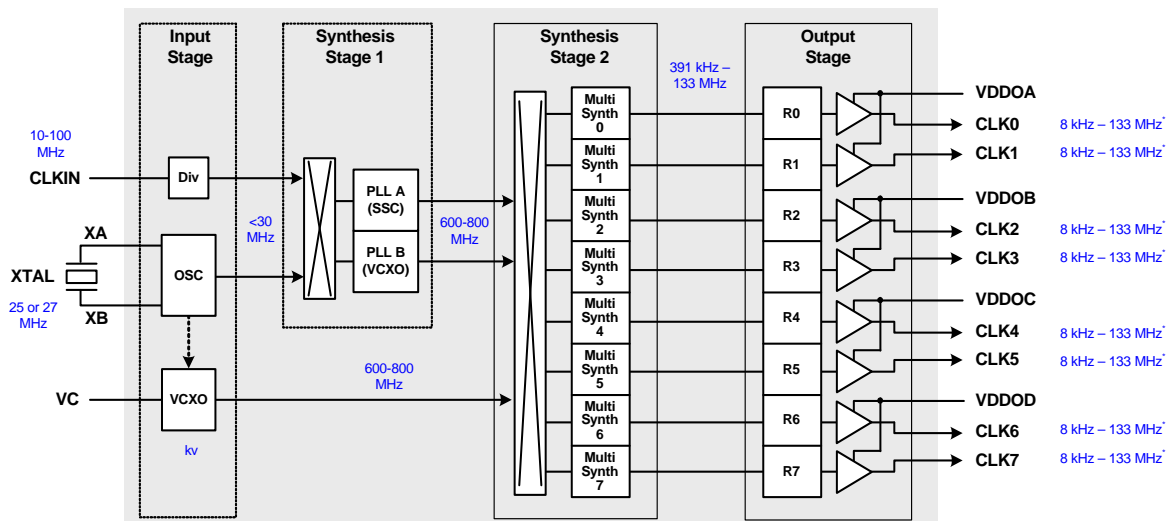 Input
Stage
Synthesis
Stage 1
Synthesis
Stage 2
Output
Stage
391 kHz –
133 MHz
10-100
MHz
CLKIN
Div
<30
MHz
XA
XTAL
XB
25 or 27
MHz
OSC
VC
VCXO
kv
PLL A
(SSC)
PLL B
(VCXO)
600-800
MHz
600-800
MHz
Multi
Synth
0
Multi
Synth
1
Multi
Synth
2
Multi
Synth
3
Multi
Synth
4
Multi
Synth
5
Multi
Synth
6
Multi
Synth
7
R0
R1
R2
R3
R4
R5
R6
R7
VDDOA
CLK0 8 kHz – 133 MHz*
CLK1 8 kHz – 133 MHz*
VDDOB
CLK2 8 kHz – 133 MHz*
CLK3 8 kHz – 133 MHz*
VDDOC
CLK4 8 kHz – 133 MHz*
CLK5 8 kHz – 133 MHz*
VDDOD
CLK6 8 kHz – 133 MHz*
CLK7 8 kHz – 133 MHz*